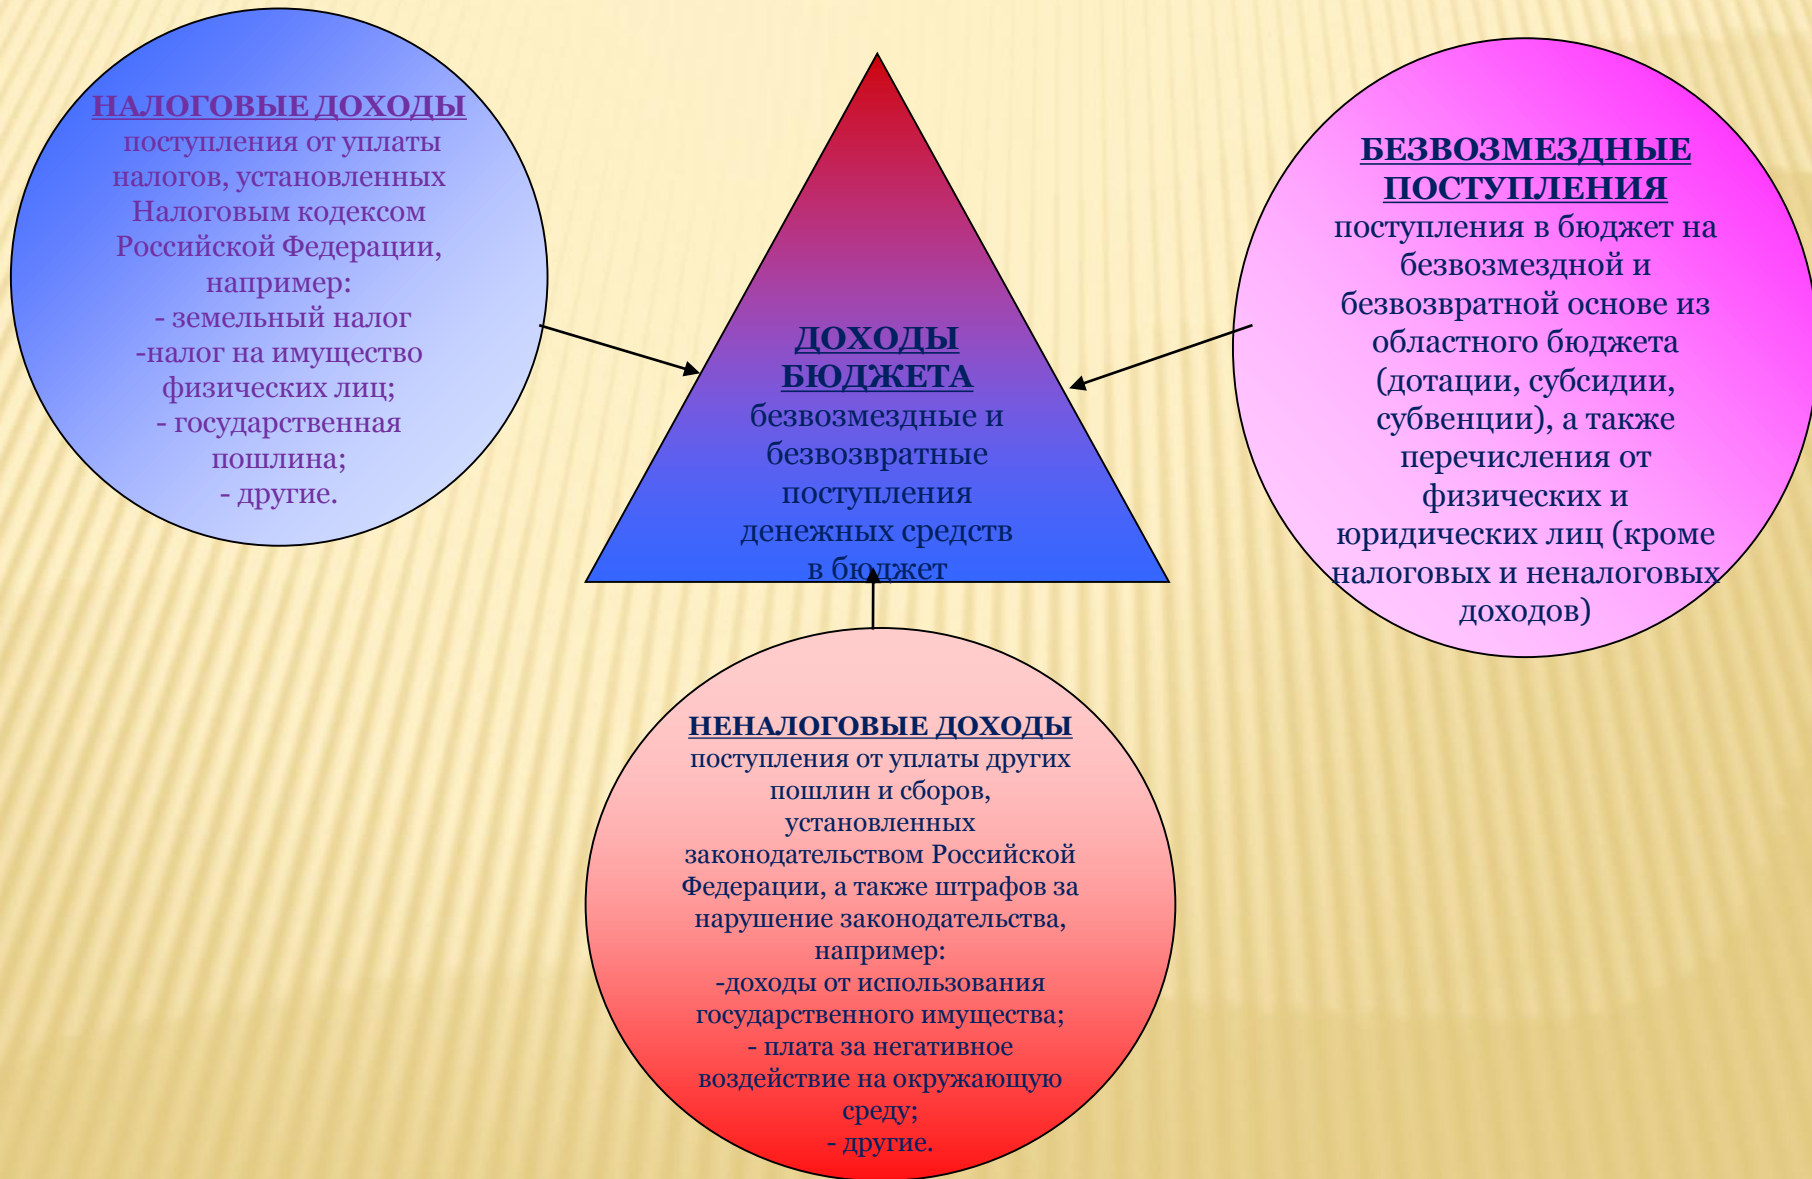 НАЛОГОВЫЕ ДОХОДЫ
поступления от уплаты
налогов, установленных
Налоговым кодексом
Российской Федерации,
например:
- земельный налог
-налог на имущество
физических лиц;
- государственная
пошлина;
- другие.
ДОХОДЫ
БЮДЖЕТА
безвозмездные и
безвозвратные
поступления
денежных средств
в бюджет
БЕЗВОЗМЕЗДНЫЕ
ПОСТУПЛЕНИЯ
поступления в бюджет на
безвозмездной и
безвозвратной основе из
областного бюджета
(дотации, субсидии,
субвенции), а также
перечисления от
физических и
юридических лиц (кроме
налоговых и неналоговых
доходов)
НЕНАЛОГОВЫЕ ДОХОДЫ
поступления от уплаты других
пошлин и сборов,
установленных
законодательством Российской
Федерации, а также штрафов за
нарушение законодательства,
например:
-доходы от использования
государственного имущества;
- плата за негативное
воздействие на окружающую
среду;
- другие.